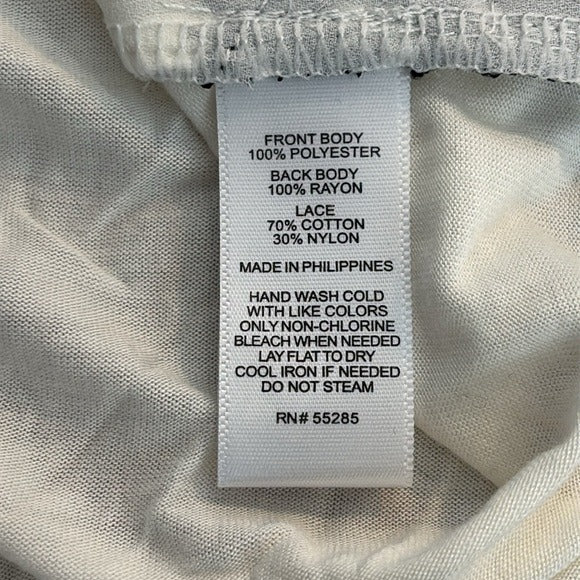 FRONT BODY
100% POLYESTER
BACK BODY
100% RAYON
LACE
70% COTTON
30% NYLON
MADE IN PHILIPPINES
HAND WASH COLD
WITH LIKE COLORS
ONLY NON-CHLORINE
BLEACH WHEN NEEDED
LAY FLAT TO DRY
COOL IRON IF NEEDED
DO NOT STEAM
RN# 55285